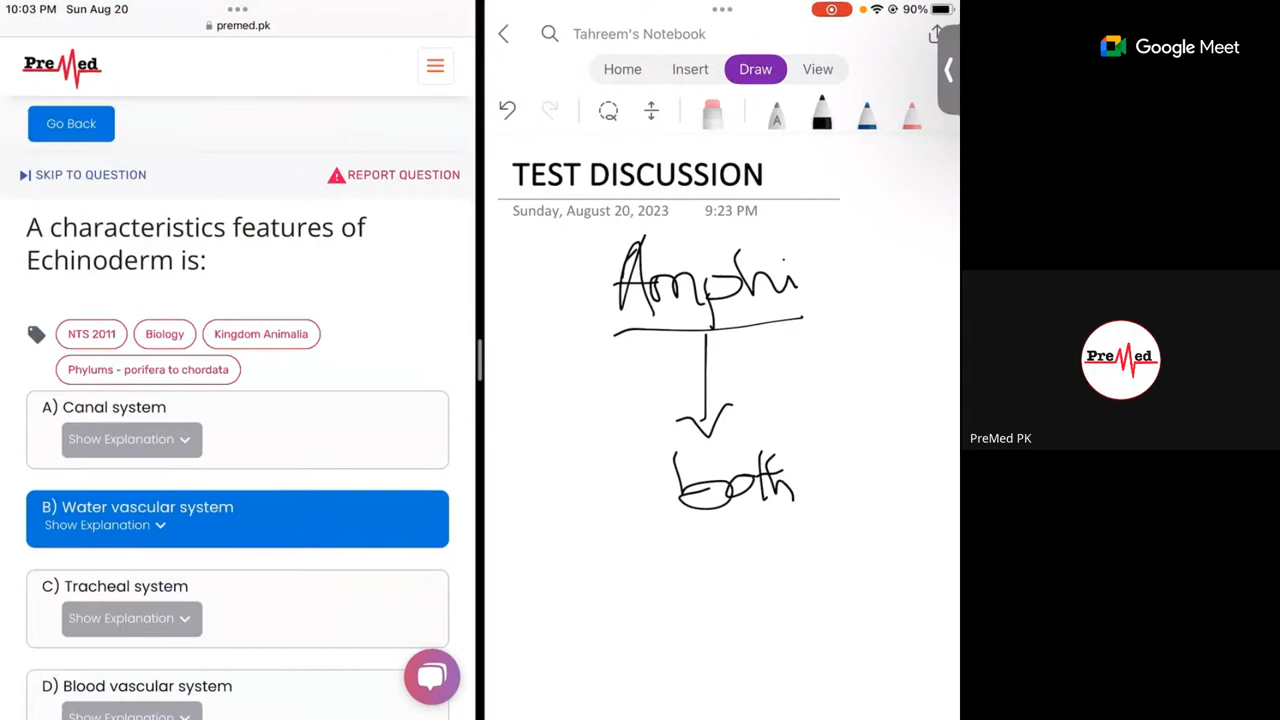 10:03 PM Sun Aug 20
premed.pk
PreMed
Go Back
SKIP TO QUESTION
REPORT QUESTION
A characteristics features of
Echinoderm is:
NTS 2011
Biology
Kingdom Animalia
Phylums - porifera to chordata
A) Canal system
Show Explanation
B) Water vascular system
Show Explanation
C) Tracheal system
Show Explanation
D) Blood vascular system
Show Explanation
90%
Tahreem's Notebook
Home Insert Draw View
A
TEST DISCUSSION
Sunday, August 20, 2023 9:23 PM
Amphi
both
Google Meet
PreMed
PreMed PK